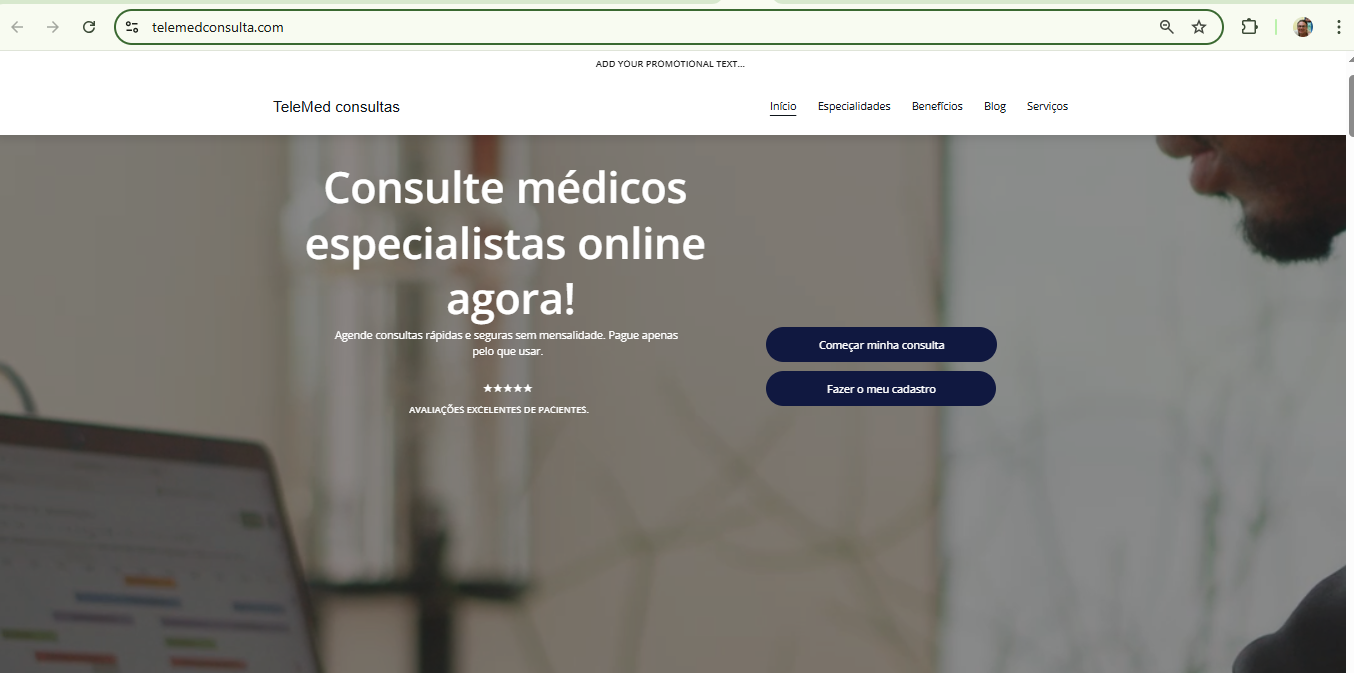 telemedconsulta.com
ADD YOUR PROMOTIONAL TEXT...
TeleMed consultas
Início
Especialidades
Benefícios
Blog
Serviços
Consulte médicos
especialistas online
agora!
Agende consultas rápidas e seguras sem mensalidade. Pague apenas
pelo que usar.
★★★★★
AVALIAÇÕES EXCELENTES DE PACIENTES.
Começar minha consulta
Fazer o meu cadastro